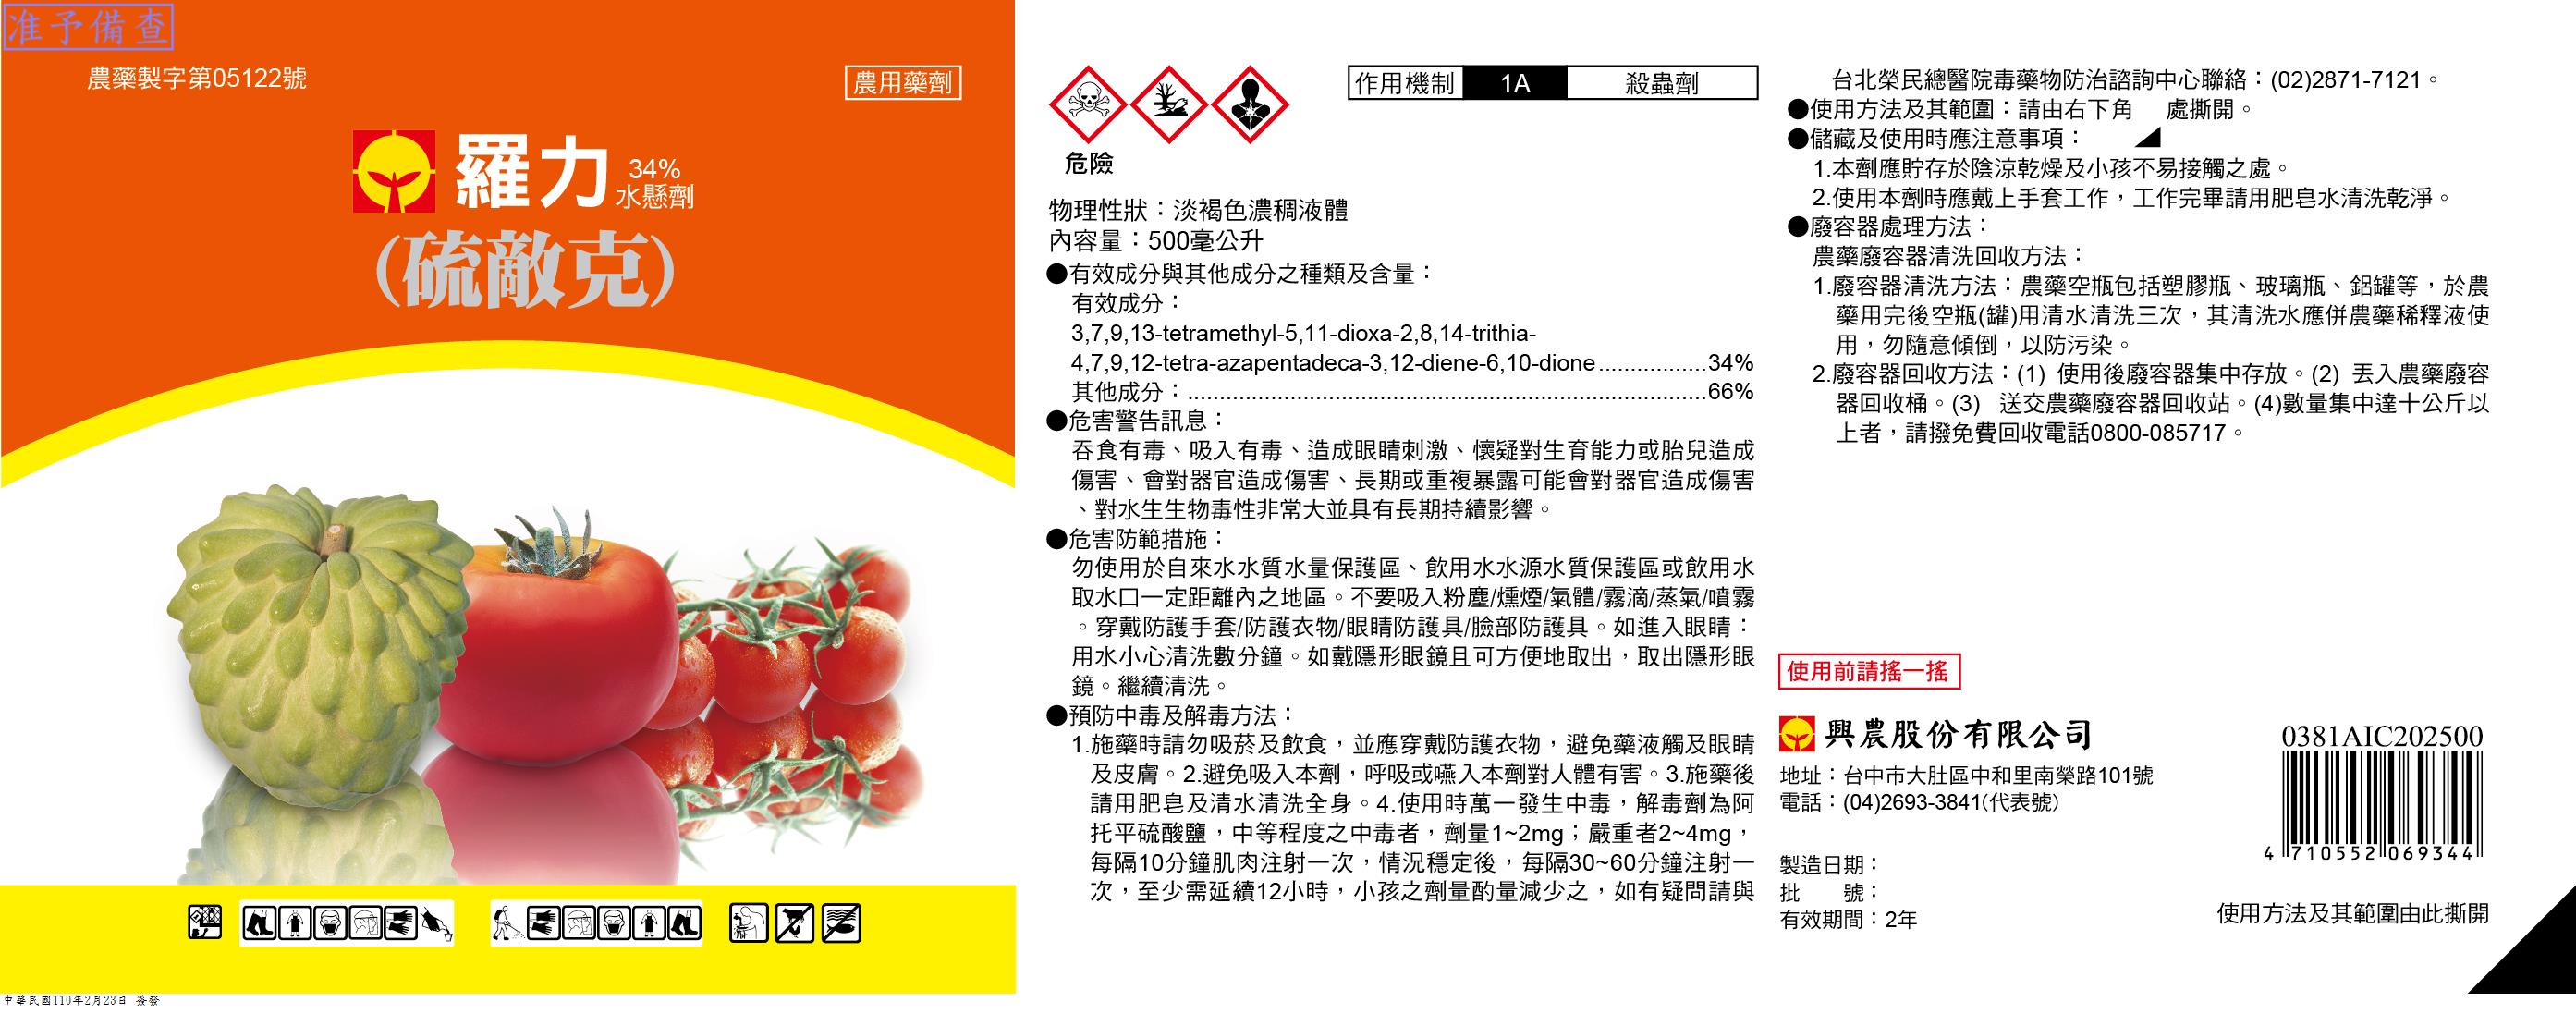 准予備查
農藥製字第05122號
農用藥劑
羅力
34%
水懸劑
(硫敵克)
中華民國110年2月23日 簽發
危險
作用機制 1A 殺蟲劑
物理性狀：淡褐色濃稠液體
內容量：500毫公升
●有效成分與其他成分之種類及含量：
有效成分：
3,7,9,13-tetramethyl-5,11-dioxa-2,8,14-trithia-
4,7,9,12-tetra-azapentadeca-3,12-diene-6,10-dione.................34%
其他成分：.................................................................................66%
●危害警告訊息：
吞食有毒、吸入有毒、造成眼睛刺激、懷疑對生育能力或胎兒造成
傷害、會對器官造成傷害、長期或重複暴露可能會對器官造成傷害
、對水生生物毒性非常大並具有長期持續影響。
●危害防範措施：
勿使用於自來水水質水量保護區、飲用水水源水質保護區或飲用水
取水口一定距離內之地區。不要吸入粉塵/燻煙/氣體/霧滴/蒸氣/噴霧
。穿戴防護手套/防護衣物/眼睛防護具/臉部防護具。如進入眼睛：
用水小心清洗數分鐘。如戴隱形眼鏡且可方便地取出，取出隱形眼
鏡。繼續清洗。
●預防中毒及解毒方法：
1.施藥時請勿吸菸及飲食，並應穿戴防護衣物，避免藥液觸及眼睛
及皮膚。2.避免吸入本劑，呼吸或嚥入本劑對人體有害。3.施藥後
請用肥皂及清水清洗全身。4.使用時萬一發生中毒，解毒劑為阿
托平硫酸鹽，中等程度之中毒者，劑量1~2mg；嚴重者2~4mg，
每隔10分鐘肌肉注射一次，情況穩定後，每隔30~60分鐘注射一
次，至少需延續12小時，小孩之劑量酌量減少之，如有疑問請與
台北榮民總醫院毒藥物防治諮詢中心聯絡：(02)2871-7121。
●使用方法及其範圍：請由右下角 處撕開。
●儲藏及使用時應注意事項：
1.本劑應貯存於陰涼乾燥及小孩不易接觸之處。
2.使用本劑時應戴上手套工作，工作完畢請用肥皂水清洗乾淨。
●廢容器處理方法：
農藥廢容器清洗回收方法：
1.廢容器清洗方法：農藥空瓶包括塑膠瓶、玻璃瓶、鋁罐等，於農
藥用完後空瓶(罐)用清水清洗三次，其清洗水應併農藥稀釋液使
用，勿隨意傾倒，以防污染。
2.廢容器回收方法：(1) 使用後廢容器集中存放。(2) 丟入農藥廢容
器回收桶。(3) 送交農藥廢容器回收站。(4)數量集中達十公斤以
上者，請撥免費回收電話0800-085717。
使用前請搖一搖
興農股份有限公司
地址：台中市大肚區中和里南榮路101號
電話：(04)2693-3841(代表號)
製造日期：
批 號：
有效期間：2年
0381AIC202500
4 710552 069344
使用方法及其範圍由此撕開